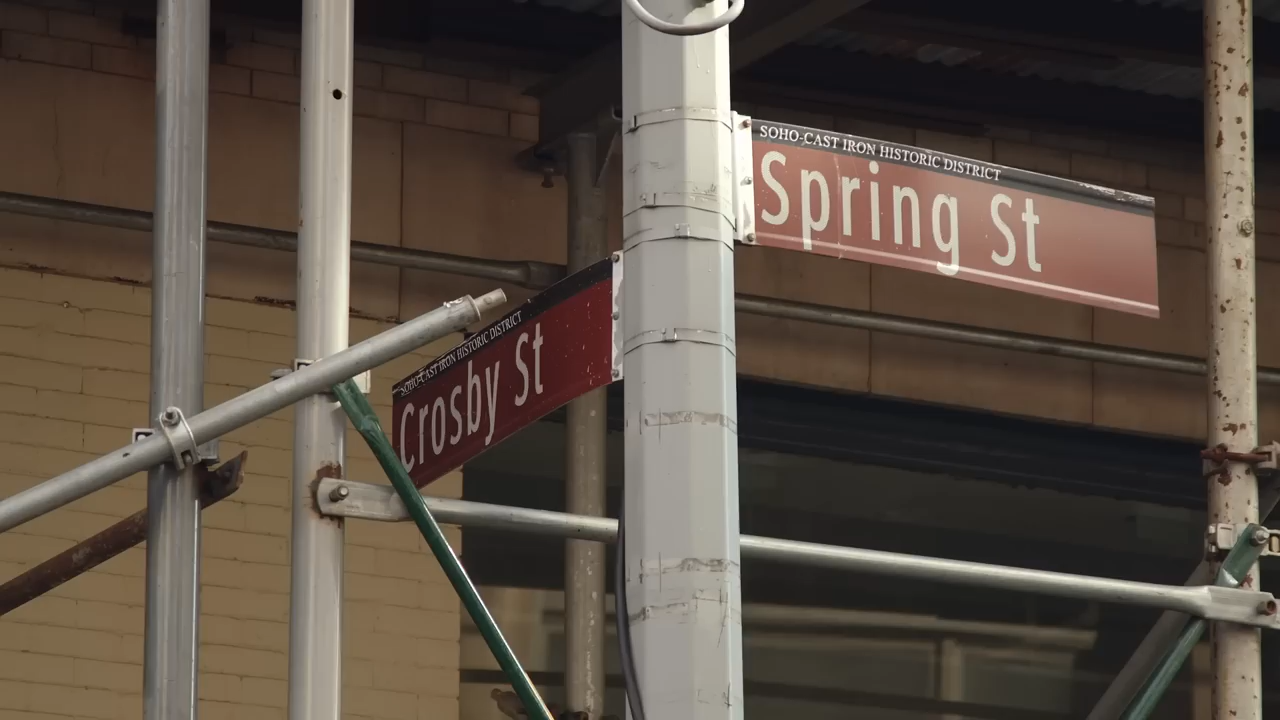 SOHO-CAST IRON HISTORIC DISTRICT
Spring St
SOHO-CAST IRON HISTORIC DISTRICT
Crosby St